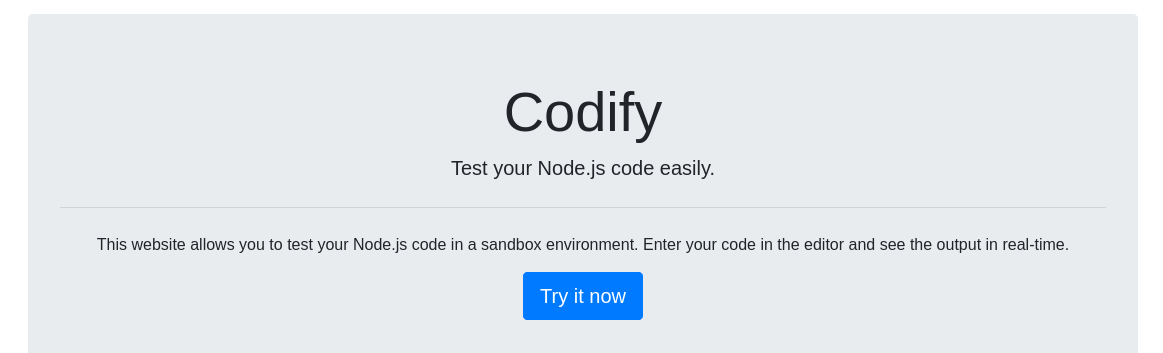 Codify
Test your Node.js code easily.
This website allows you to test your Node.js code in a sandbox environment. Enter your code in the editor and see the output in real-time.
Try it now